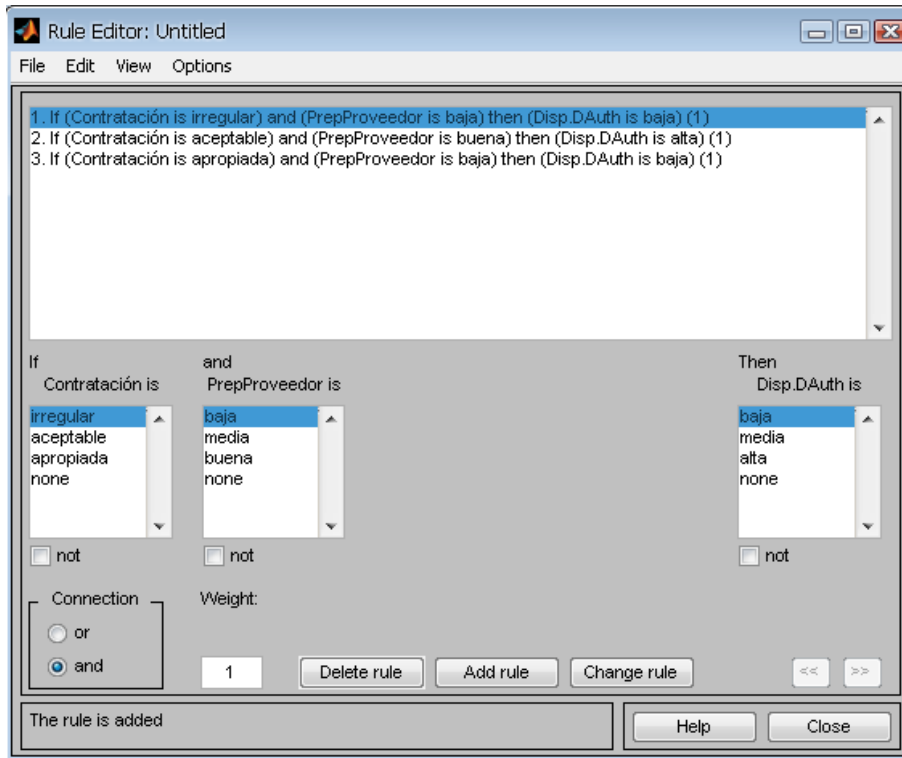 Rule Editor: Untitled
File Edit View Options
1. If (Contratación is irregular) and (PrepProveedor is baja) then (Disp.DAuth is baja) (1)
2. If (Contratación is aceptable) and (PrepProveedor is buena) then (Disp.DAuth is alta) (1)
3. If (Contratación is apropiada) and (PrepProveedor is baja) then (Disp.DAuth is baja) (1)
If and Then
Contratación is PrepProveedor is Disp.DAuth is
irregular baja baja
aceptable media media
apropiada buena alta
none none none
not not not
Connection Weight:
or
and 1 Delete rule Add rule Change rule << >>
The rule is added Help Close